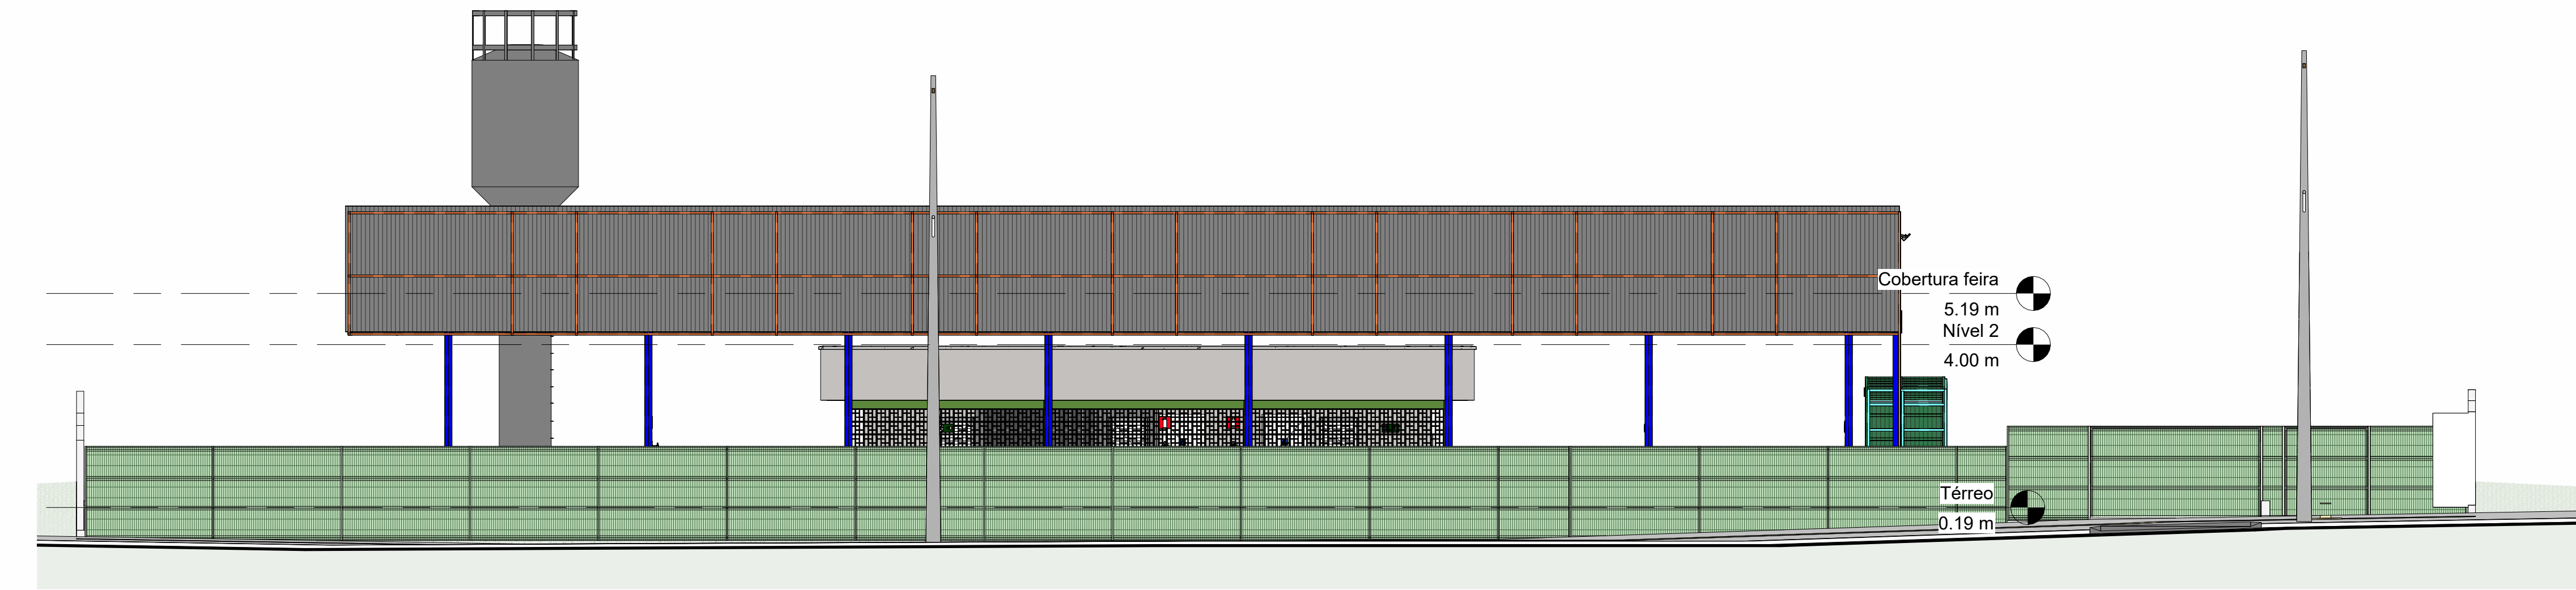 Cobertura feira
5.19 m
Nível 2
4.00 m
Térreo
0.19 m